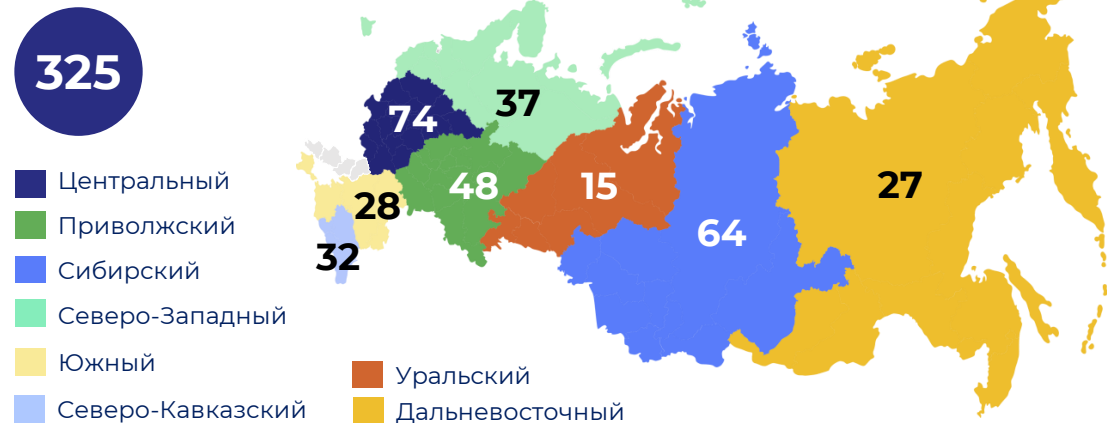 325
74
37
48
15
28
32
64
27
Центральный
Приволжский
Сибирский
Северо-Западный
Южный
Северо-Кавказский
Уральский
Дальневосточный